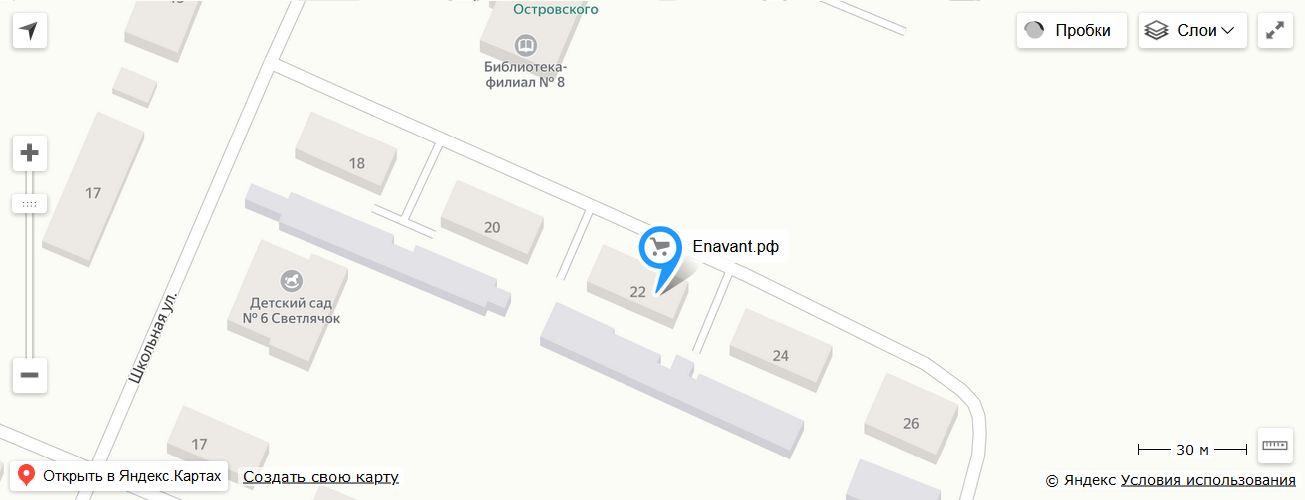 15
Островского
Библиотека-
филиал № 8
Пробки
Слои
18
17
20
Enavant.рф
22
Детский сад
№ 6 Светлячок
Школьная ул.
24
26
17
30 м
Открыть в Яндекс.Картах
Создать свою карту
© Яндекс Условия использования